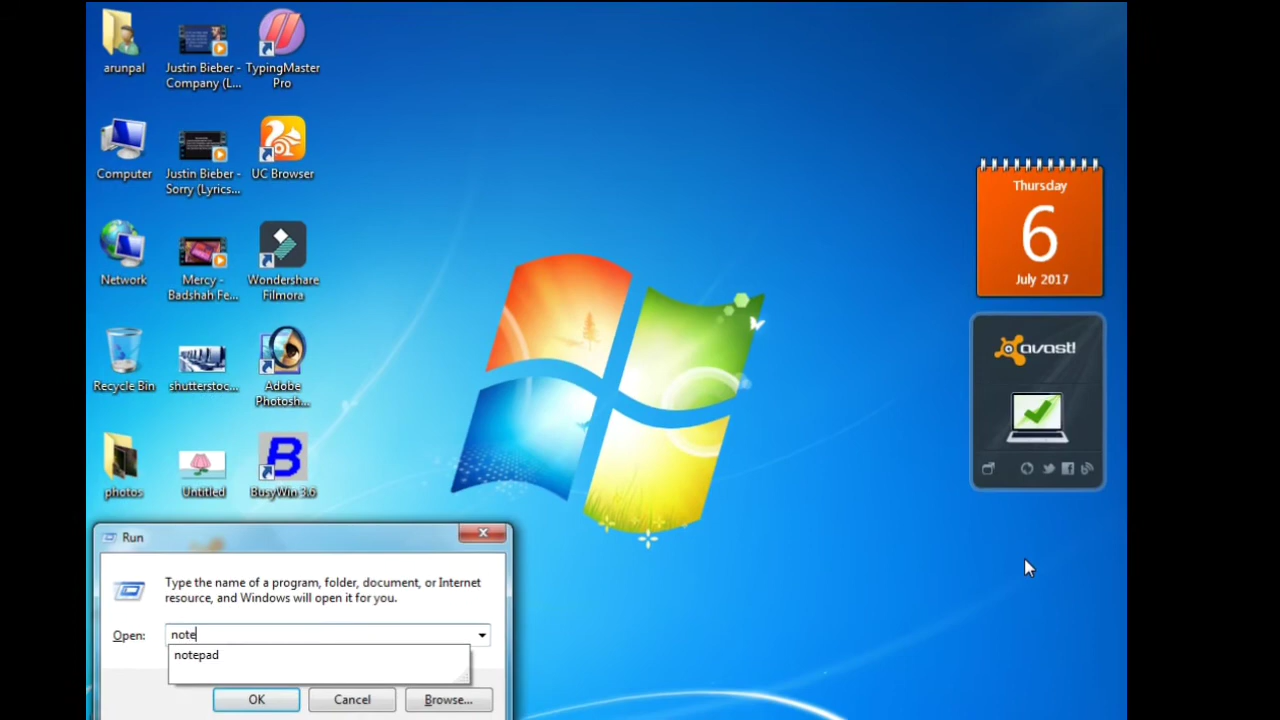 arunpal
Justin Bieber -
Company (L...
TypingMaster
Pro
Computer
Justin Bieber -
Sorry (Lyrics...
UC Browser
Network
Mercy -
Badshah Fe...
Wondershare
Filmora
Recycle Bin
shutterstoc...
Adobe
Photosh...
photos
Untitled
B
BusyWin 3.6
Thursday
6
July 2017
avast!
Run
Type the name of a program, folder, document, or Internet
resource, and Windows will open it for you.
Open:
note
notepad
OK
Cancel
Browse...